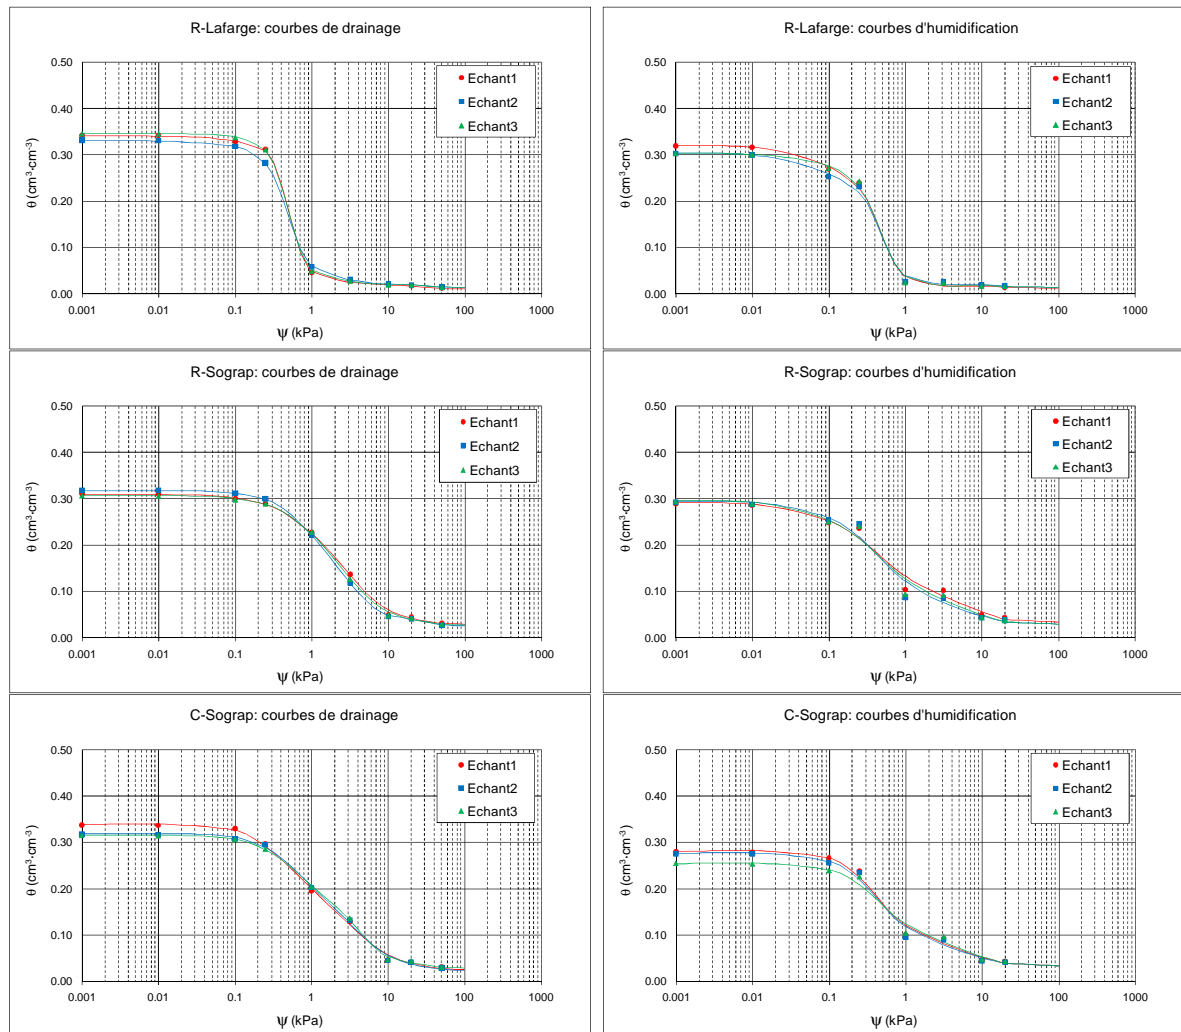 R-Lafarge: courbes de drainage
0.50
0.40
0.30
0.20
0.10
0.00
θ (cm³·cm⁻³)
0.001 0.01 0.1 1 10 100 1000
ψ (kPa)
Echant1
Echant2
Echant3
R-Lafarge: courbes d'humidification
0.50
0.40
0.30
0.20
0.10
0.00
θ (cm³·cm⁻³)
0.001 0.01 0.1 1 10 100 1000
ψ (kPa)
Echant1
Echant2
Echant3
R-Sograp: courbes de drainage
0.50
0.40
0.30
0.20
0.10
0.00
θ (cm³·cm⁻³)
0.001 0.01 0.1 1 10 100 1000
ψ (kPa)
Echant1
Echant2
Echant3
R-Sograp: courbes d'humidification
0.50
0.40
0.30
0.20
0.10
0.00
θ (cm³·cm⁻³)
0.001 0.01 0.1 1 10 100 1000
ψ (kPa)
Echant1
Echant2
Echant3
C-Sograp: courbes de drainage
0.50
0.40
0.30
0.20
0.10
0.00
θ (cm³·cm⁻³)
0.001 0.01 0.1 1 10 100 1000
ψ (kPa)
Echant1
Echant2
Echant3
C-Sograp: courbes d'humidification
0.50
0.40
0.30
0.20
0.10
0.00
θ (cm³·cm⁻³)
0.001 0.01 0.1 1 10 100 1000
ψ (kPa)
Echant1
Echant2
Echant3